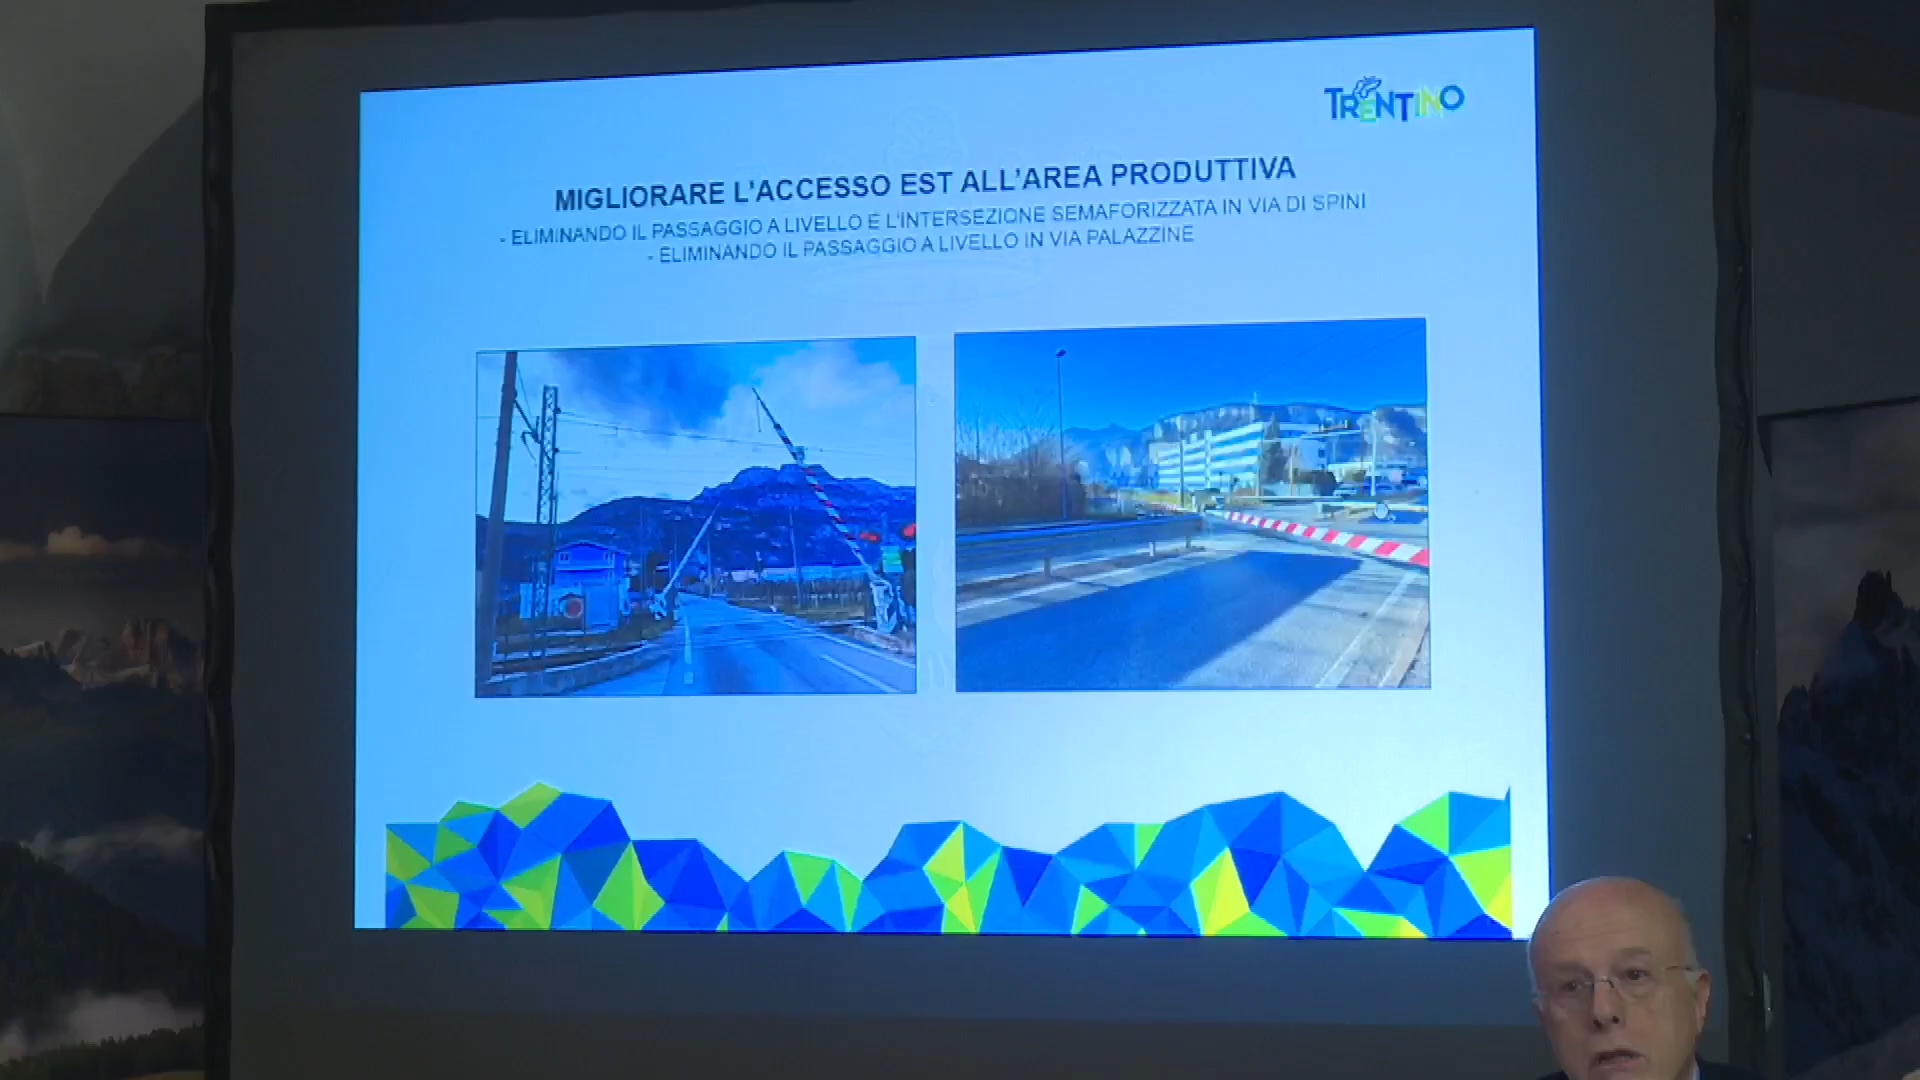 TRENTINO
MIGLIORARE L'ACCESSO EST ALL'AREA PRODUTTIVA
- ELIMINANDO IL PASSAGGIO A LIVELLO E L'INTERSEZIONE SEMAFORIZZATA IN VIA DI SPINI
- ELIMINANDO IL PASSAGGIO A LIVELLO IN VIA PALAZZINE